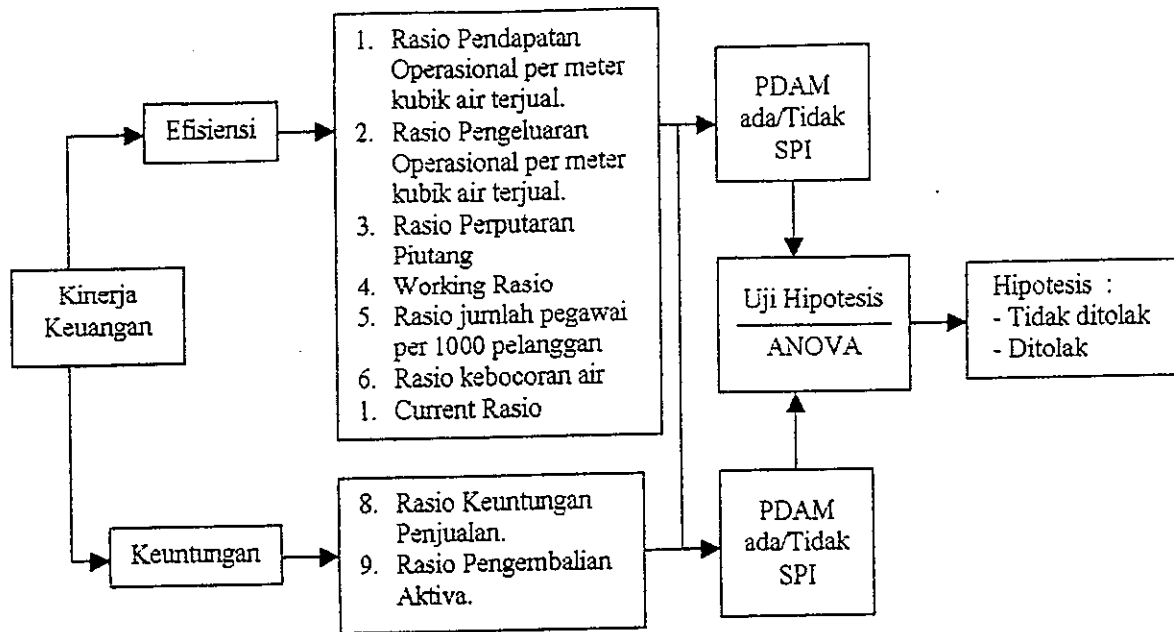 Kinerja
Keuangan
Efisiensi
Keuntungan
1. Rasio Pendapatan
Operasional per meter
kubik air terjual.
2. Rasio Pengeluaran
Operasional per meter
kubik air terjual.
3. Rasio Perputaran
Piutang
4. Working Rasio
5. Rasio jumlah pegawai
per 1000 pelanggan
6. Rasio kebocoran air
1. Current Rasio
8. Rasio Keuntungan
Penjualan.
9. Rasio Pengembalian
Aktiva.
PDAM
ada/Tidak
SPI
Uji Hipotesis
ANOVA
PDAM
ada/Tidak
SPI
Hipotesis :
- Tidak ditolak
- Ditolak